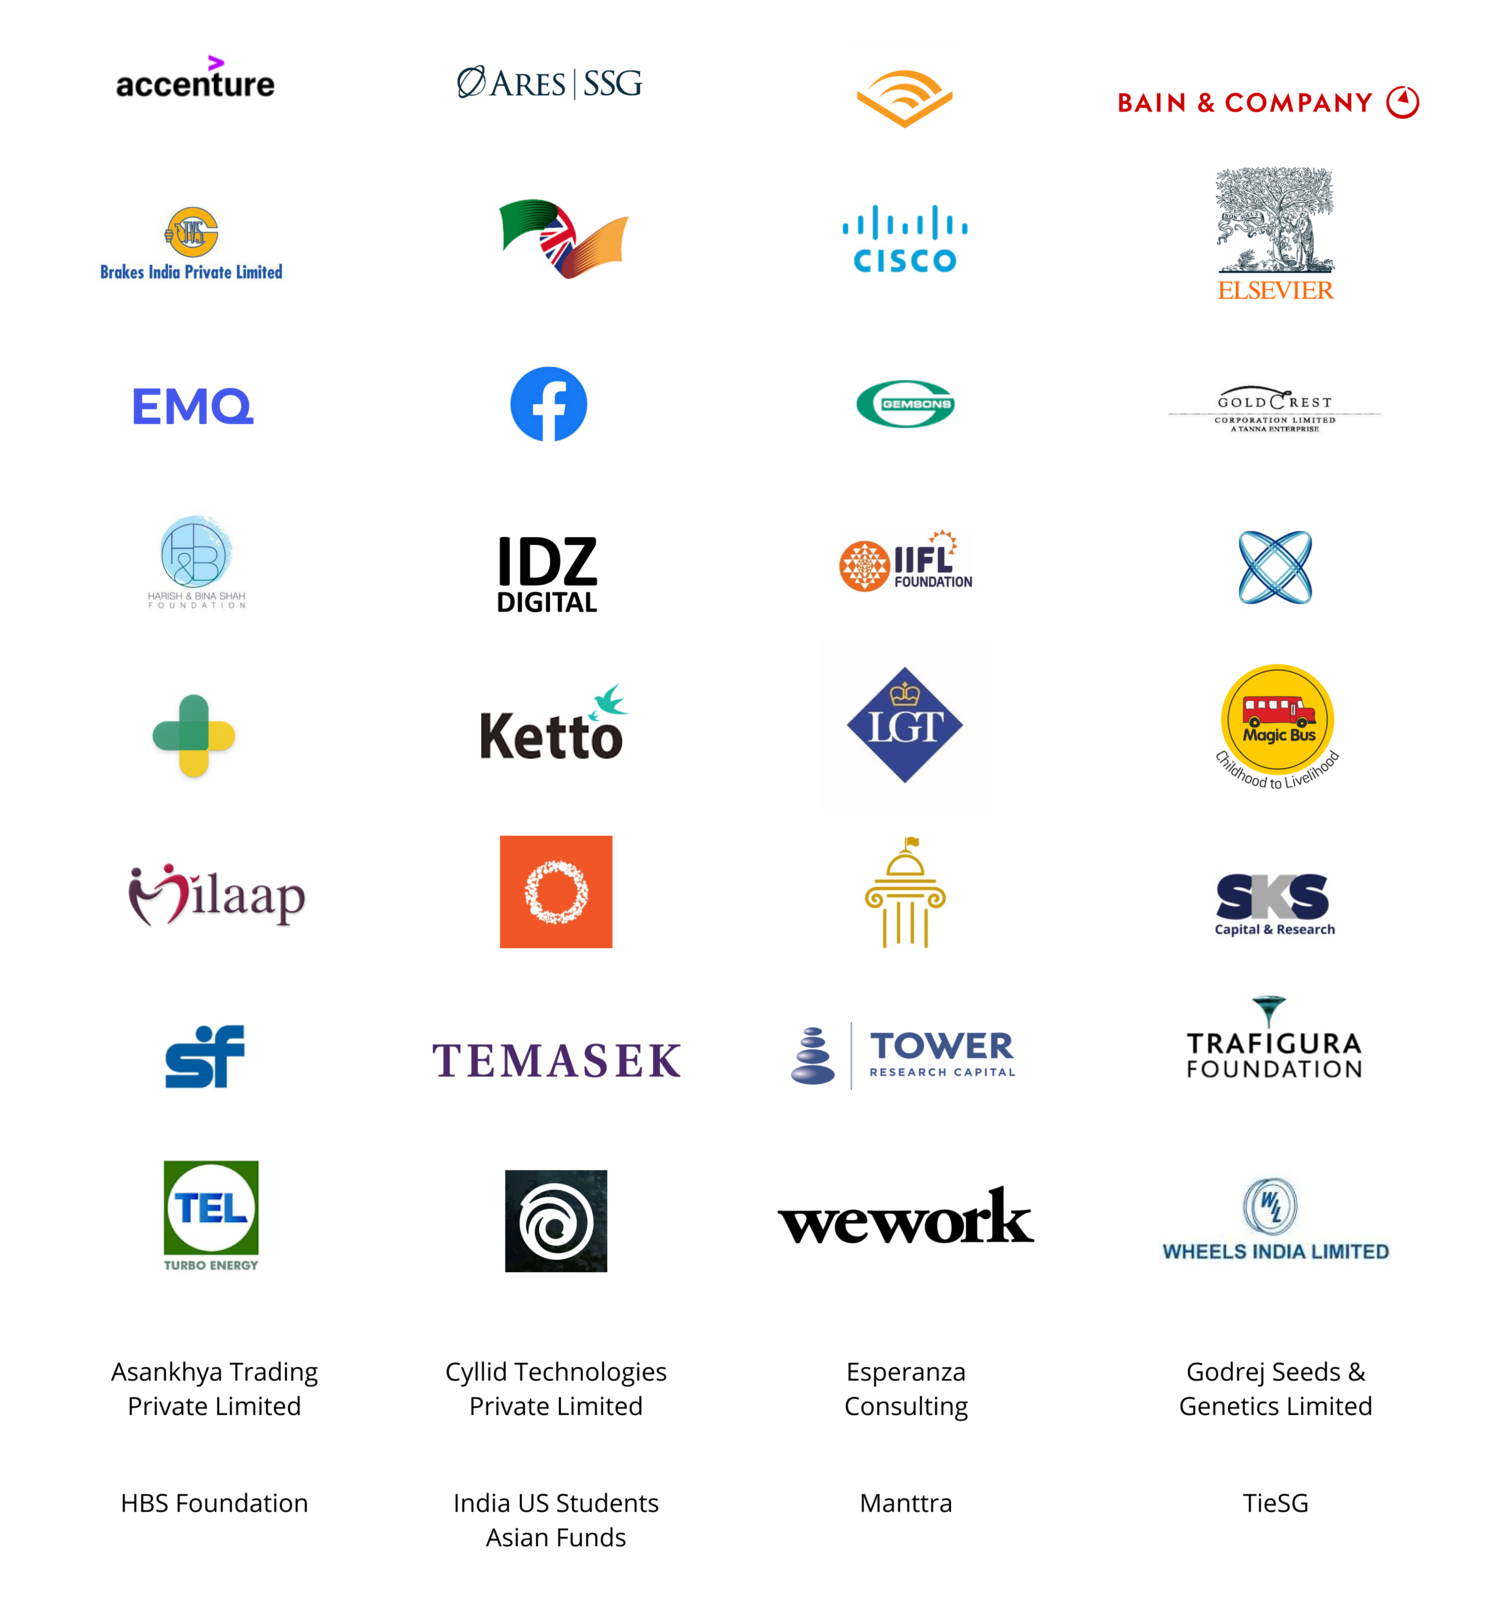 accenture
ARES | SSG
BAIN & COMPANY
Brakes India Private Limited
CISCO
ELSEVIER
EMQ
f
GEMSONS
GOLDCREST
CORPORATION LIMITED
A TANNA ENTERPRISE
H&B
HARISH & BINA SHAH
FOUNDATION
IDZ
DIGITAL
IIFL
FOUNDATION
Ketto
LGT
Magic Bus
Childhood to Livelihood
Milaap
SKS
Capital & Research
sf
TEMASEK
TOWER
RESEARCH CAPITAL
TRAFIGURA
FOUNDATION
TEL
TURBO ENERGY
wework
WIL
WHEELS INDIA LIMITED
Asankhya Trading
Private Limited
Cyllid Technologies
Private Limited
Esperanza
Consulting
Godrej Seeds &
Genetics Limited
HBS Foundation
India US Students
Asian Funds
Manttra
TieSG